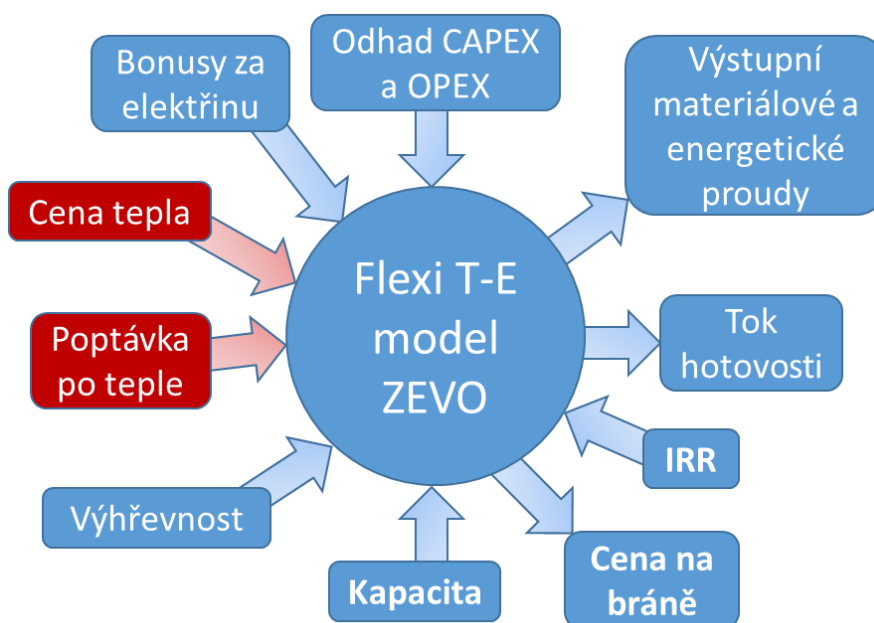 Odhad CAPEX
a OPEX
Bonusy za
elektřinu
Výstupní
materiálové a
energetické
proudy
Cena tepla
Flexi T-E
model
ZEVO
Poptávka
po teple
Tok
hotovosti
IRR
Výhřevnost
Kapacita
Cena na
bráně